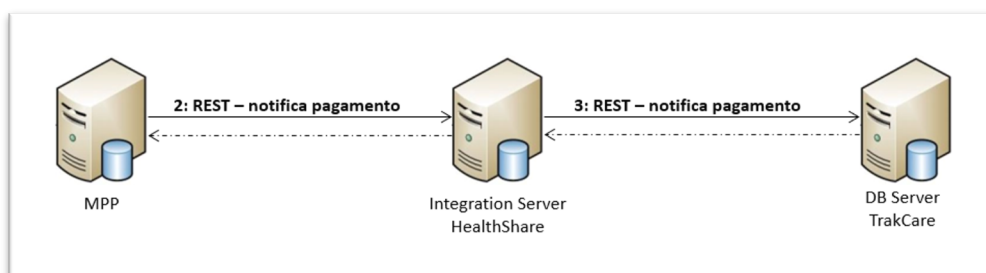 2: REST – notifica pagamento
3: REST – notifica pagamento
MPP
Integration Server
HealthShare
DB Server
TrakCare